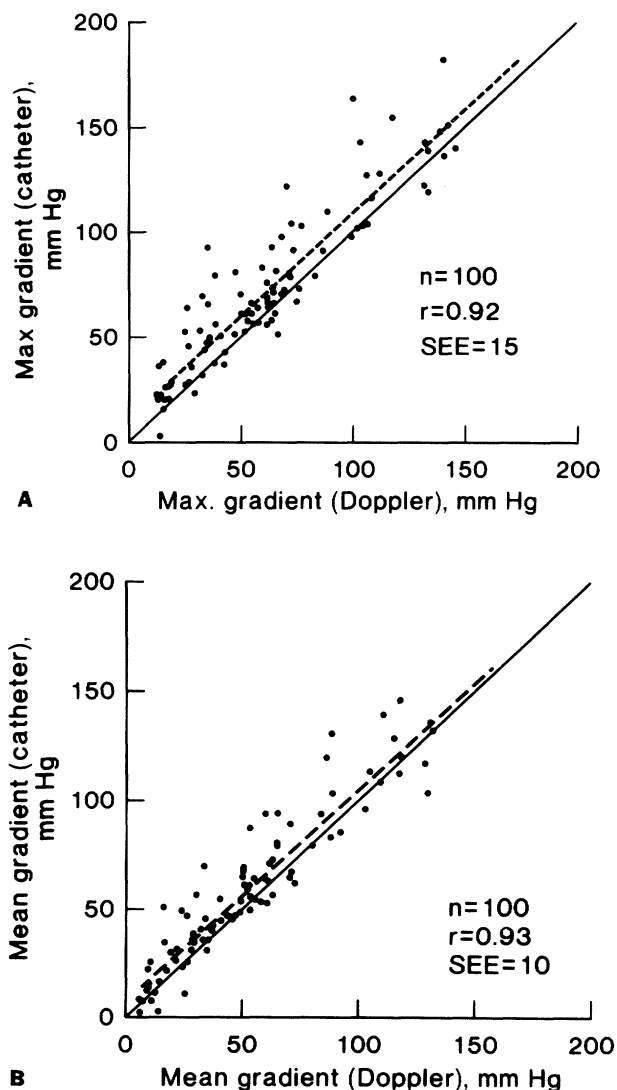 A
200
150
100
50
0
Max gradient (catheter),
mm Hg
n=100
r=0.92
SEE=15
0 50 100 150 200
Max. gradient (Doppler), mm Hg
200
150
100
50
0
Mean gradient (catheter),
mm Hg
n=100
r=0.93
SEE=10
0 50 100 150 200
B
Mean gradient (Doppler), mm Hg